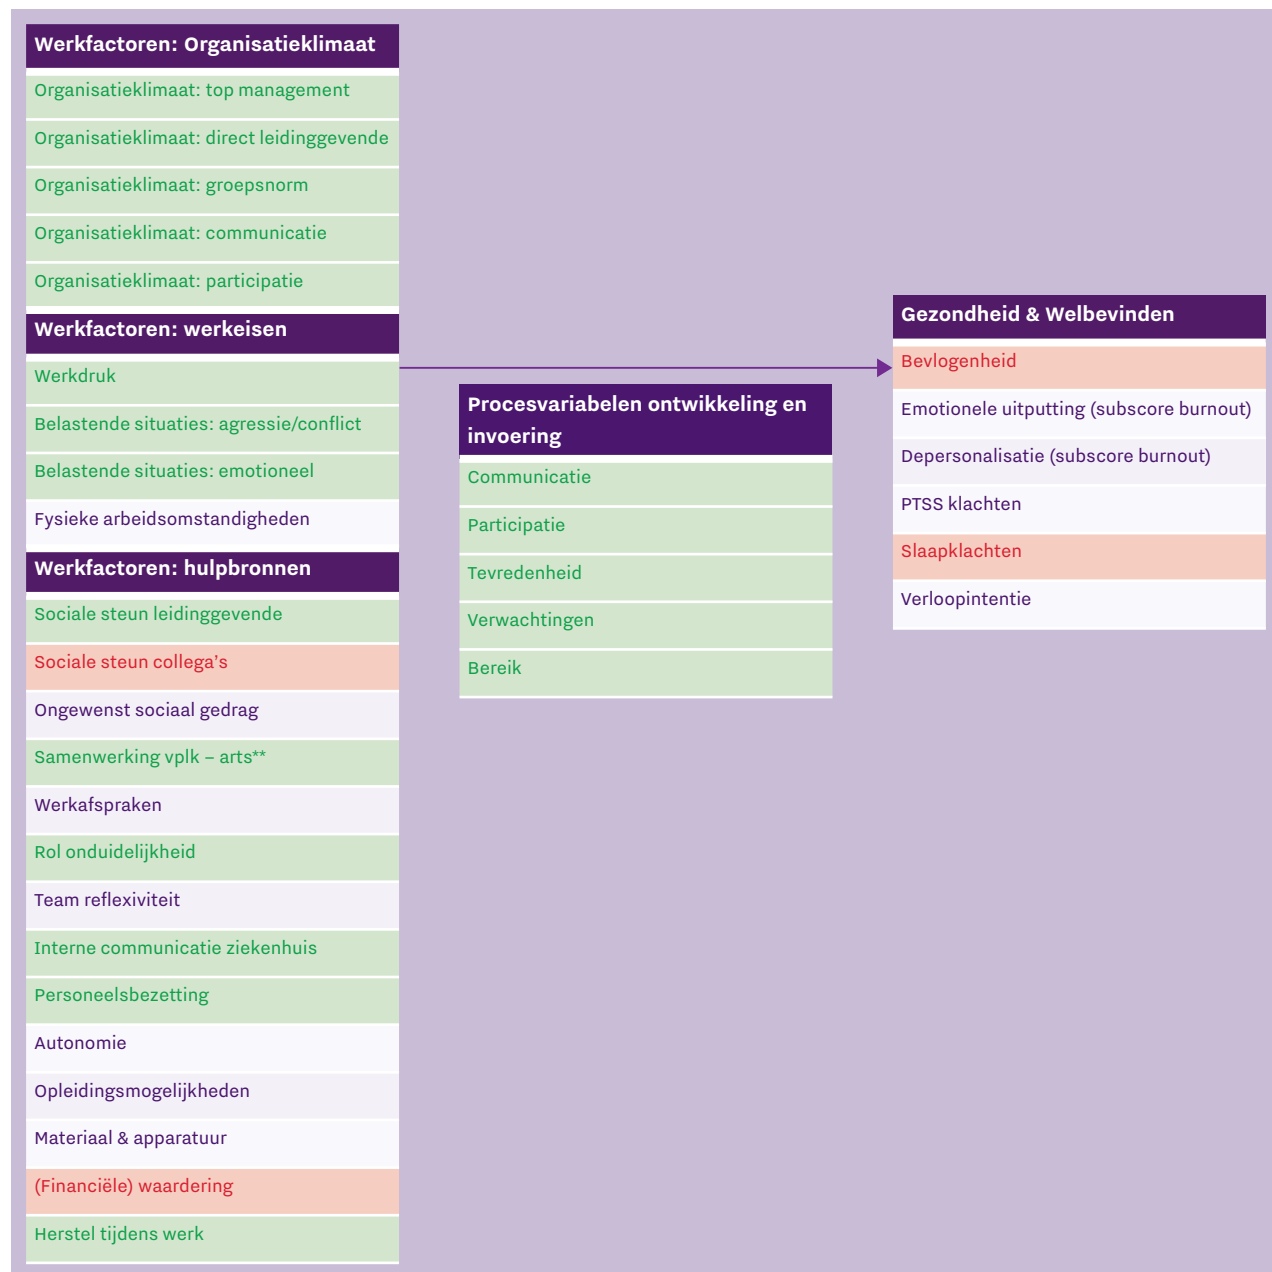 Werkfactoren: Organisatieklimaat
Organisatieklimaat: top management
Organisatieklimaat: direct leidinggevende
Organisatieklimaat: groepsnorm
Organisatieklimaat: communicatie
Organisatieklimaat: participatie
Werkfactoren: werkeisen
Werkdruk
Belastende situaties: agressie/conflict
Belastende situaties: emotioneel
Fysieke arbeidsomstandigheden
Werkfactoren: hulpbronnen
Sociale steun leidinggevende
Sociale steun collega’s
Ongewenst sociaal gedrag
Samenwerking vplk – arts**
Werkafspraken
Rol onduidelijkheid
Team reflexiviteit
Interne communicatie ziekenhuis
Personeelsbezetting
Autonomie
Opleidingsmogelijkheden
Materiaal & apparatuur
(Financiële) waardering
Herstel tijdens werk
Procesvariabelen ontwikkeling en
invoering
Communicatie
Participatie
Tevredenheid
Verwachtingen
Bereik
Gezondheid & Welbevinden
Bevlogenheid
Emotionele uitputting (subscore burnout)
Depersonalisatie (subscore burnout)
PTSS klachten
Slaapklachten
Verloopintentie